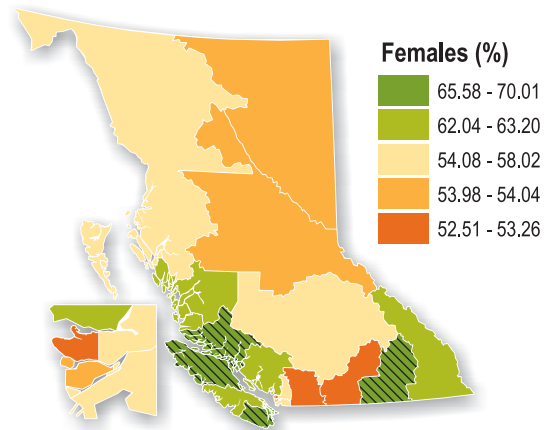 Females (%)
65.58 - 70.01
62.04 - 63.20
54.08 - 58.02
53.98 - 54.04
52.51 - 53.26